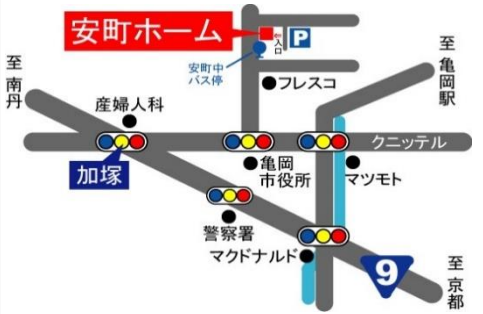 安町ホーム
入口
P
安町中
バス停
至 亀岡駅
至 南丹
フレスコ
産婦人科
クニッテル
加塚
亀岡
市役所
マツモト
警察署
マクドナルド
9
至 京都